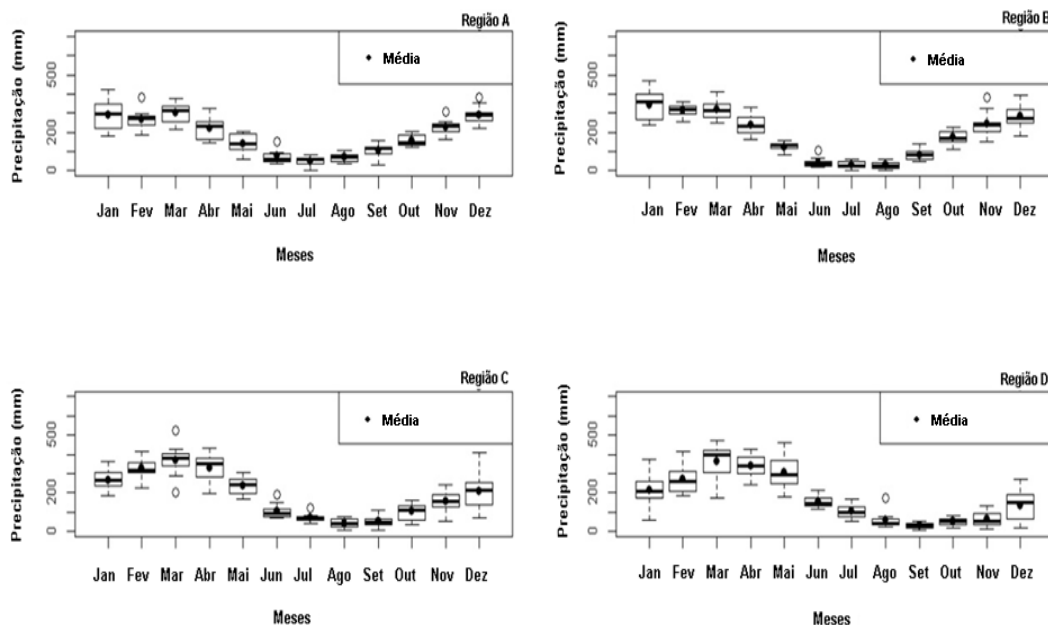 Região A
Precipitação (mm)
Média
500
200
0
Jan Fev Mar Abr Mai Jun Jul Ago Set Out Nov Dez
Meses
Região B
Precipitação (mm)
Média
500
200
0
Jan Fev Mar Abr Mai Jun Jul Ago Set Out Nov Dez
Meses
Região C
Precipitação (mm)
Média
500
200
0
Jan Fev Mar Abr Mai Jun Jul Ago Set Out Nov Dez
Meses
Região D
Precipitação (mm)
Média
500
200
0
Jan Fev Mar Abr Mai Jun Jul Ago Set Out Nov Dez
Meses